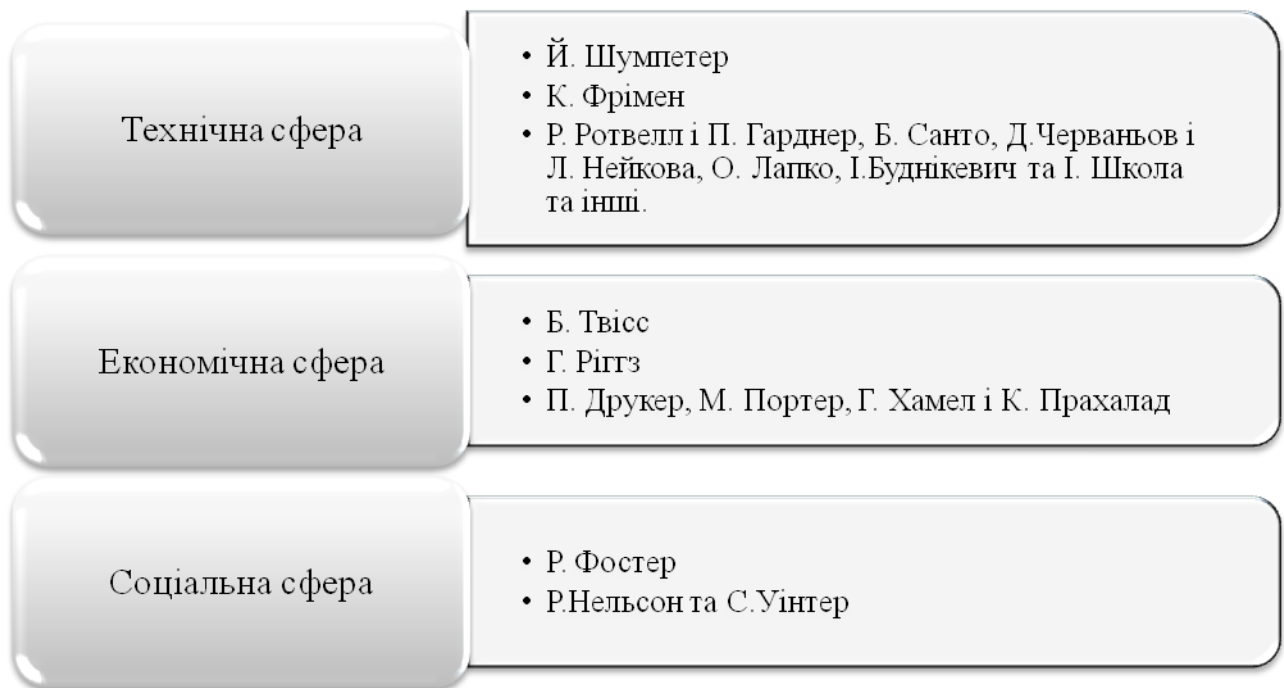 Технічна сфера
• Й. Шумпетер
• К. Фрімен
• Р. Ротвелл і П. Гарднер, Б. Санто, Д.Черваньов і
Л. Нейкова, О. Лапко, І.Буднікевич та І. Школа
та інші.
Економічна сфера
• Б. Твісс
• Г. Ріггз
• П. Друкер, М. Портер, Г. Хамел і К. Прахалад
Соціальна сфера
• Р. Фостер
• Р.Нельсон та С.Уінтер